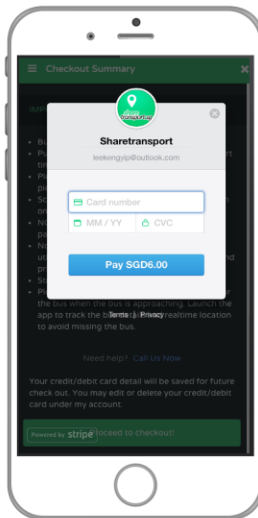 Checkout Summary
Sharetransport
leekengyip@outlook.com
Card number
MM / YY
CVC
Pay SGD6.00
the bus when the bus is approaching. Launch the
app to track the bus
realtime location
to avoid missing the bus.
Terms
Privacy
Need help? Call Us Now
Your credit/debit card detail will be saved for future
check out. You may edit or delete your credit/debit
card under my account.
Powered by stripe
Proceed to checkout!